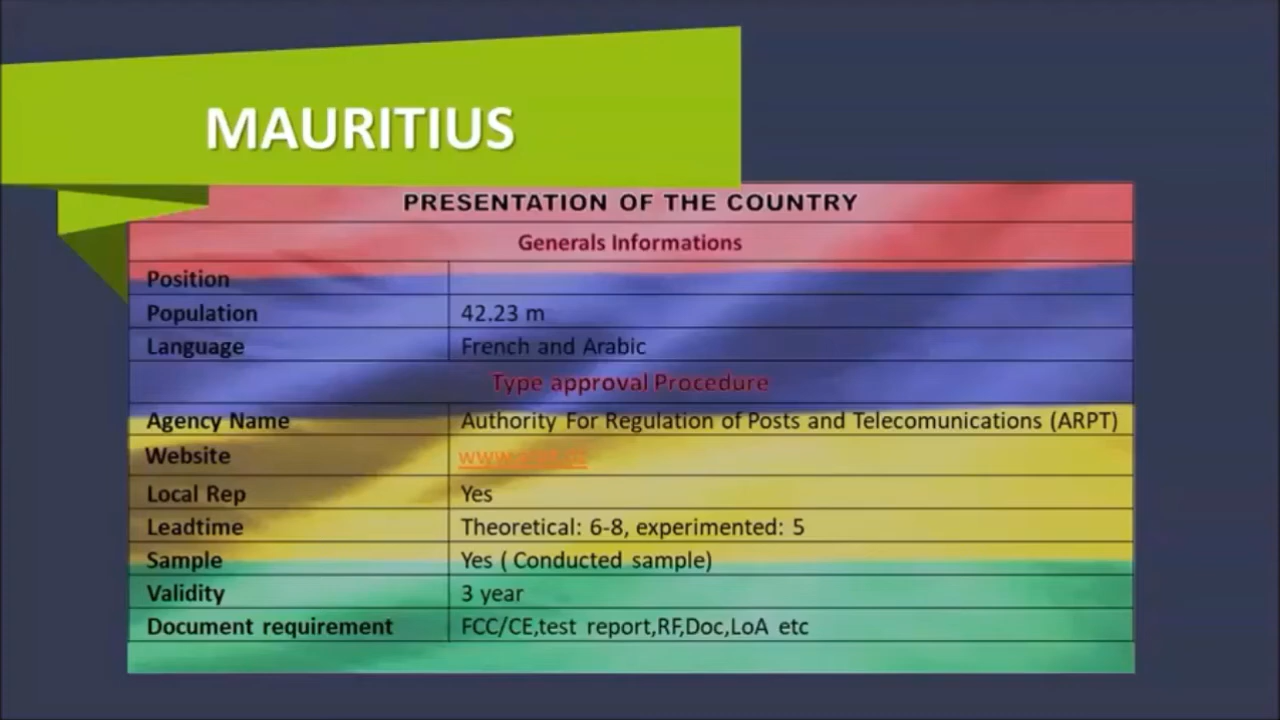 MAURITIUS
PRESENTATION OF THE COUNTRY
Generals Informations
Position
Population 42.23 m
Language French and Arabic
Type approval Procedure
Agency Name Authority For Regulation of Posts and Telecomunications (ARPT)
Website
Local Rep Yes
Leadtime Theoretical: 6-8, experimented: 5
Sample Yes ( Conducted sample)
Validity 3 year
Document requirement FCC/CE,test report,RF,Doc,LoA etc